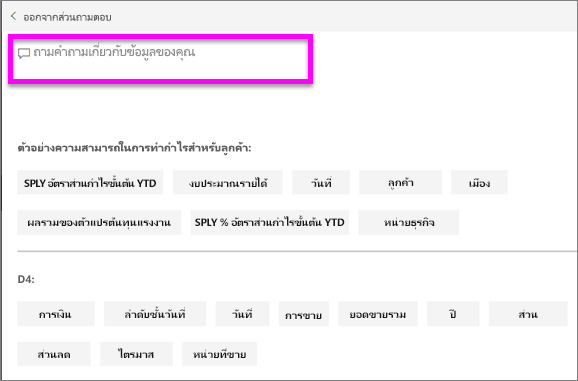 ออกจากส่วนถามตอบ
ถามคำถามเกี่ยวกับข้อมูลของคุณ
ตัวอย่างความสามารถในการทำกำไรสำหรับลูกค้า:
SPLY อัตราส่วนกำไรขั้นต้น YTD งบประมาณรายได้ วันที่ ลูกค้า เมือง
ผลรวมของตัวแปรต้นทุนแรงงาน SPLY % อัตราส่วนกำไรขั้นต้น YTD หน่วยธุรกิจ
D4:
การเงิน ลำดับชั้นวันที่ วันที่ การขาย ยอดขายรวม ปี ส่วน
ส่วนลด ไตรมาส หน่วยที่ขาย